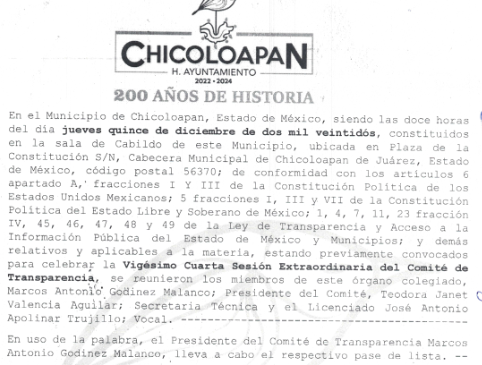 CHICOLOAPAN
H. AYUNTAMIENTO
2022 - 2024
200 AÑOS DE HISTORIA
En el Municipio de Chicoloapan, Estado de México, siendo las doce horas
del día jueves quince de diciembre de dos mil veintidós, constituidos
en la sala de Cabildo de este Municipio, ubicada en Plaza de la
Constitución S/N, Cabecera Municipal de Chicoloapan de Juárez, Estado
de México, código postal 56370; de conformidad con los artículos 6
apartado A, fracciones I Y III de la Constitución Política de los
Estados Unidos Mexicanos; 5 fracciones I, III y VII de la Constitución
Política del Estado Libre y Soberano de México; 1, 4, 7, 11, 23 fracción
IV, 45, 46, 47, 48 y 49 de la Ley de Transparencia y Acceso a la
Información Pública del Estado de México y Municipios; y demás
relativos y aplicables a la materia, estando previamente convocados
para celebrar la Vigésimo Cuarta Sesión Extraordinaria del Comité de
Transparencia, se reunieron los miembros de este órgano colegiado,
Marcos Antonio Godínez Malanco; Presidente del Comité, Teodora Janet
Valencia Aguilar; Secretaria Técnica y el Licenciado José Antonio
Apolinar Trujillo; Vocal. --------------------------------
En uso de la palabra, el Presidente del Comité de Transparencia Marcos
Antonio Godínez Malanco, lleva a cabo el respectivo pase de lista. --